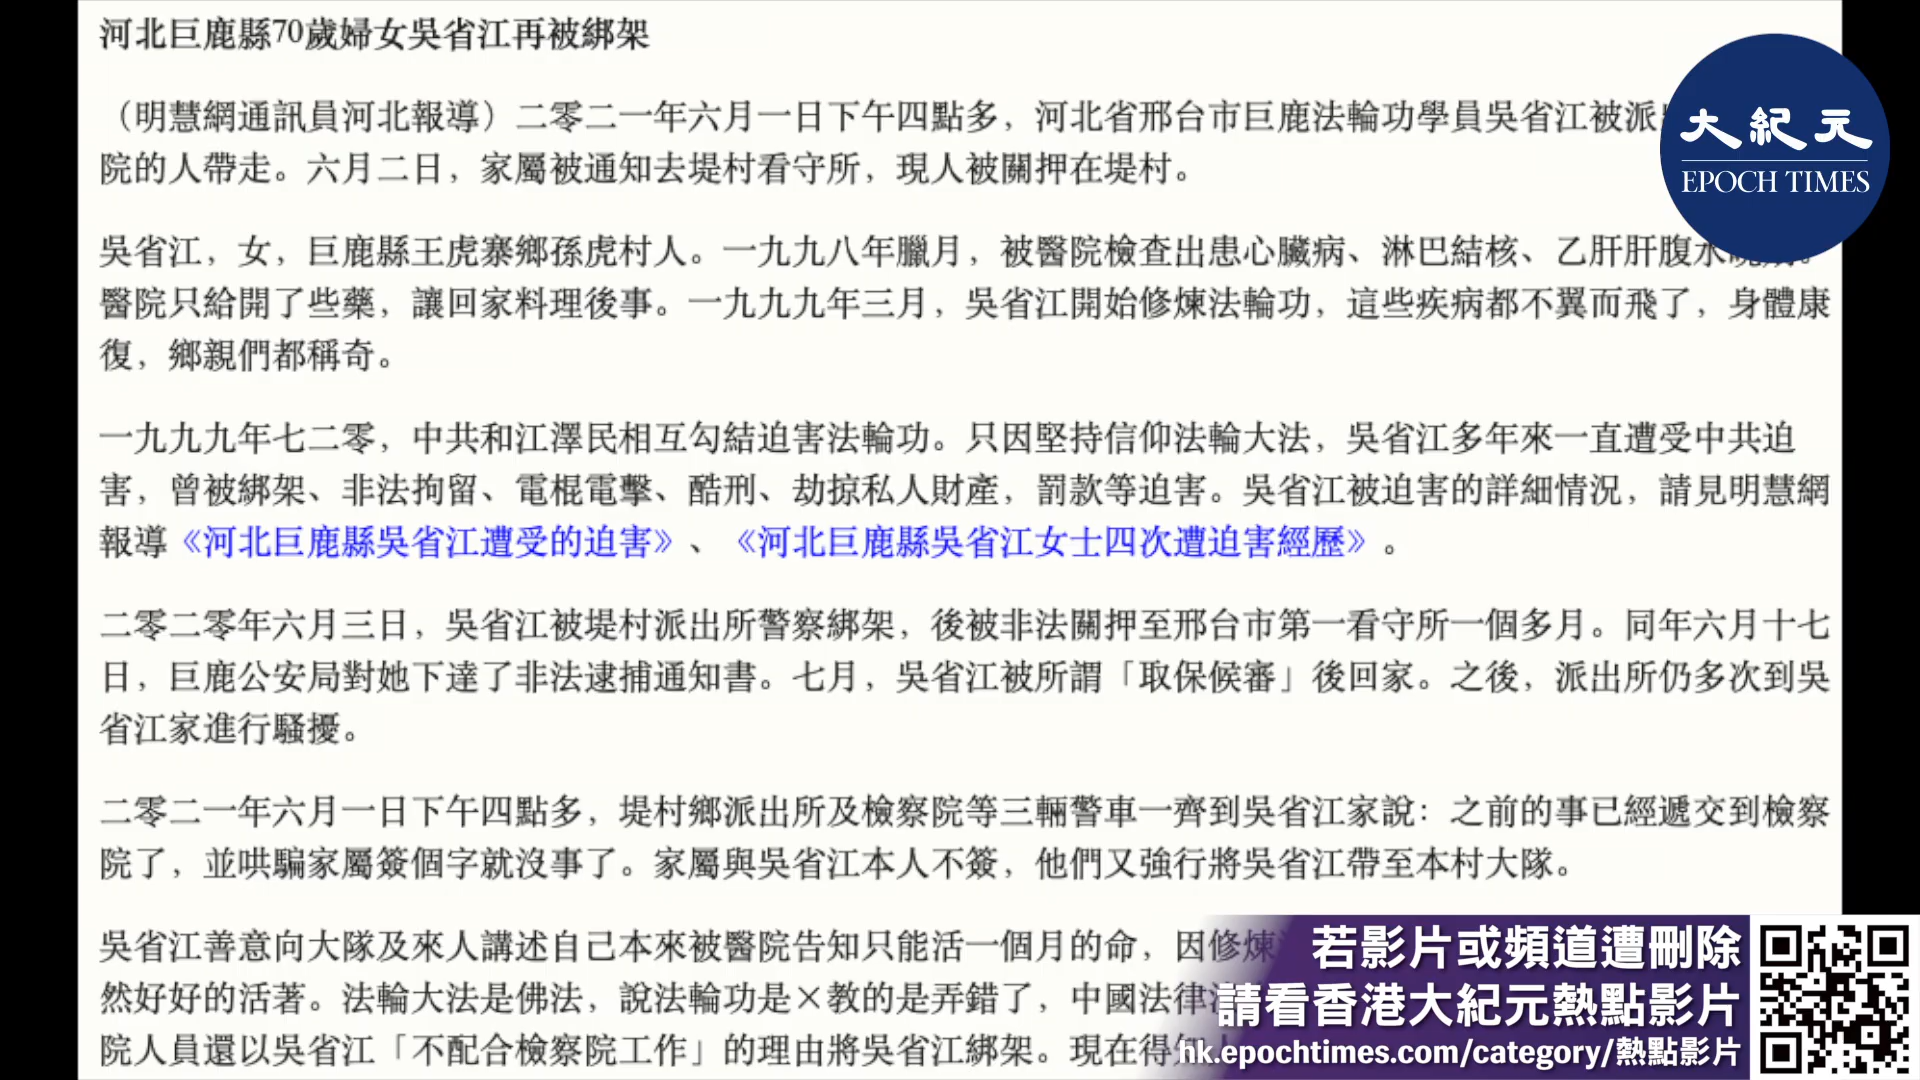 河北巨鹿縣70歲婦女吳省江再被綁架
（明慧網通訊員河北報導）二零二一年六月一日下午四點多，河北省邢台市巨鹿法輪功學員吳省江被派
院的人帶走。六月二日，家屬被通知去堤村看守所，現人被關押在堤村。
吳省江，女，巨鹿縣王虎寨鄉孫虎村人。一九九八年臘月，被醫院檢查出患心臟病、淋巴結核、乙肝肝腹水
醫院只給開了些藥，讓回家料理後事。一九九九年三月，吳省江開始修煉法輪功，這些疾病都不翼而飛了，身體康
復，鄉親們都稱奇。
一九九九年七二零，中共和江澤民相互勾結迫害法輪功。只因堅持信仰法輪大法，吳省江多年來一直遭受中共迫
害，曾被綁架、非法拘留、電棍電擊、酷刑、劫掠私人財產，罰款等迫害。吳省江被迫害的詳細情況，請見明慧網
報導《河北巨鹿縣吳省江遭受的迫害》、《河北巨鹿縣吳省江女士四次遭迫害經歷》。
二零二零年六月三日，吳省江被堤村派出所警察綁架，後被非法關押至邢台市第一看守所一個多月。同年六月十七
日，巨鹿公安局對她下達了非法逮捕通知書。七月，吳省江被所謂「取保候審」後回家。之後，派出所仍多次到吳
省江家進行騷擾。
二零二一年六月一日下午四點多，堤村鄉派出所及檢察院等三輛警車一齊到吳省江家說：之前的事已經遞交到檢察
院了，並哄騙家屬簽個字就沒事了。家屬與吳省江本人不簽，他們又強行將吳省江帶至本村大隊。
吳省江善意向大隊及來人講述自己本來被醫院告知只能活一個月的命，因修煉
然好好的活著。法輪大法是佛法，說法輪功是×教的是弄錯了，中國法律
院人員還以吳省江「不配合檢察院工作」的理由將吳省江綁架。現在得
大紀元
EPOCH TIMES
若影片或頻道遭刪除
請看香港大紀元熱點影片
hk.epochtimes.com/category/熱點影片